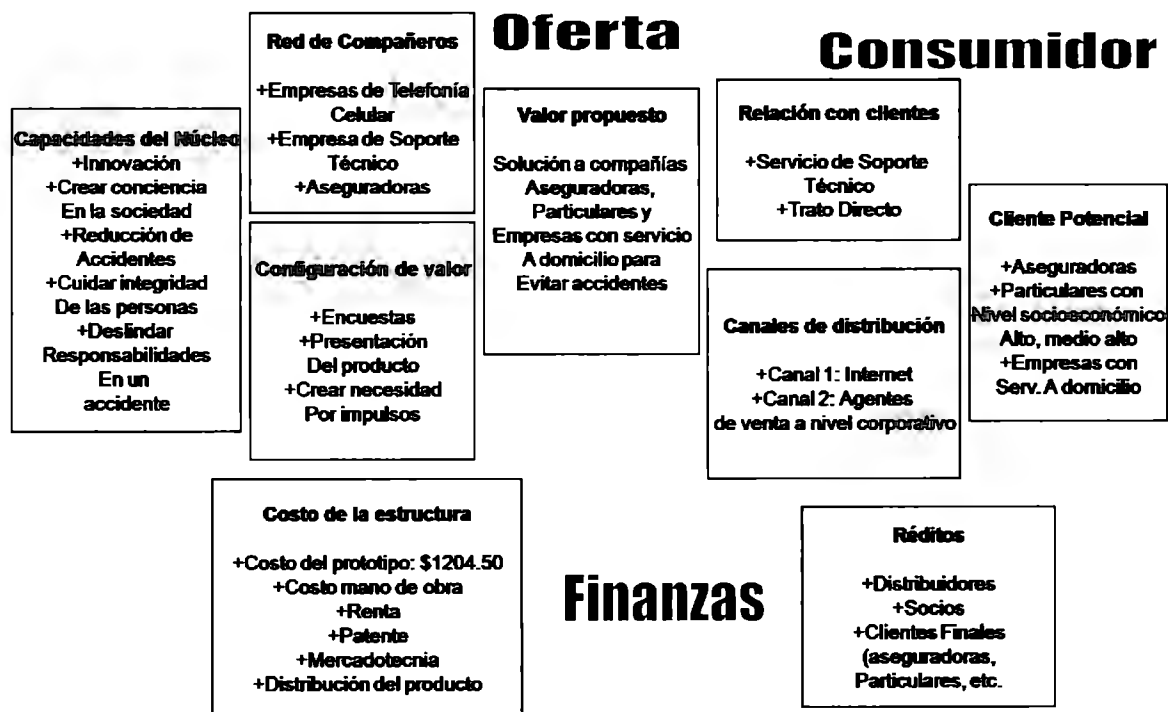 Oferta
Consumidor
Finanzas
Capacidades del Núcleo
+Innovación
+Crear conciencia
En la sociedad
+Reducción de
Accidentes
+Cuidar integridad
De las personas
+Deslindar
Responsabilidades
En un
accidente
Red de Compañeros
+Empresas de Telefonía
Celular
+Empresa de Soporte
Técnico
+Aseguradoras
Configuración de valor
+Encuestas
+Presentación
Del producto
+Crear necesidad
Por impulsos
Valor propuesto
Solución a compañías
Aseguradoras,
Particulares y
Empresas con servicio
A domicilio para
Evitar accidentes
Relación con clientes
+Servicio de Soporte
Técnico
+Trato Directo
Canales de distribución
+Canal 1: Internet
+Canal 2: Agentes
de venta a nivel corporativo
Cliente Potencial
+Aseguradoras
+Particulares con
Nivel socioeconómico
Alto, medio alto
+Empresas con
Serv. A domicilio
Costo de la estructura
+Costo del prototipo: $1204.50
+Costo mano de obra
+Renta
+Patente
+Mercadotecnia
+Distribución del producto
Réditos
+Distribuidores
+Socios
+Clientes Finales
(aseguradoras,
Particulares, etc.